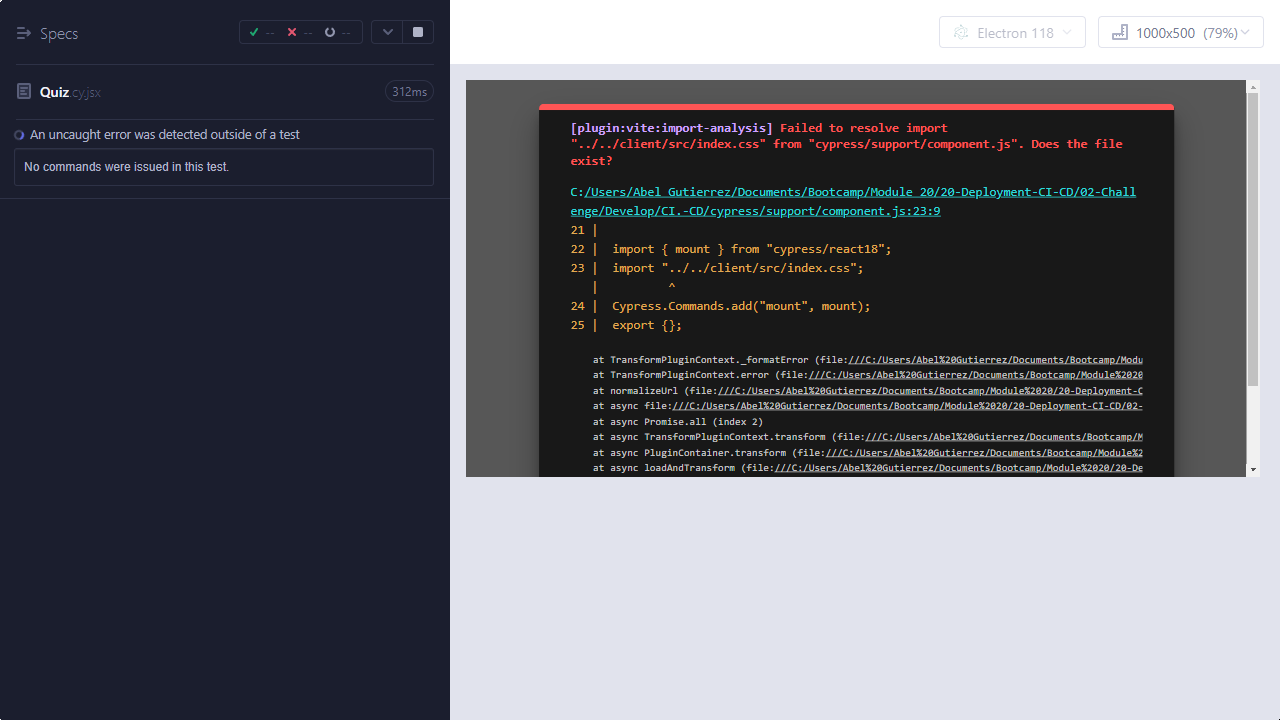 Specs
-- -- --
Electron 118
1000x500 (79%)
Quiz.cy.jsx
312ms
An uncaught error was detected outside of a test
No commands were issued in this test.
[plugin:vite:import-analysis] Failed to resolve import
"../../client/src/index.css" from "cypress/support/component.js". Does the file
exist?
C:/Users/Abel Gutierrez/Documents/Bootcamp/Module 20/20-Deployment-CI-CD/02-Chall
enge/Develop/CI.-CD/cypress/support/component.js:23:9
21 |
22 |  import { mount } from "cypress/react18";
23 |  import "../../client/src/index.css";
   |          ^
24 |  Cypress.Commands.add("mount", mount);
25 |  export {};
at TransformPluginContext._formatError (file:///C:/Users/Abel%20Gutierrez/Documents/Bootcamp/Modu
at TransformPluginContext.error (file:///C:/Users/Abel%20Gutierrez/Documents/Bootcamp/Module%2020
at normalizeUrl (file:///C:/Users/Abel%20Gutierrez/Documents/Bootcamp/Module%2020/20-Deployment-C
at async file:///C:/Users/Abel%20Gutierrez/Documents/Bootcamp/Module%2020/20-Deployment-CI-CD/02-
at async Promise.all (index 2)
at async TransformPluginContext.transform (file:///C:/Users/Abel%20Gutierrez/Documents/Bootcamp/M
at async PluginContainer.transform (file:///C:/Users/Abel%20Gutierrez/Documents/Bootcamp/Module%2
at async loadAndTransform (file:///C:/Users/Abel%20Gutierrez/Documents/Bootcamp/Module%2020/20-De